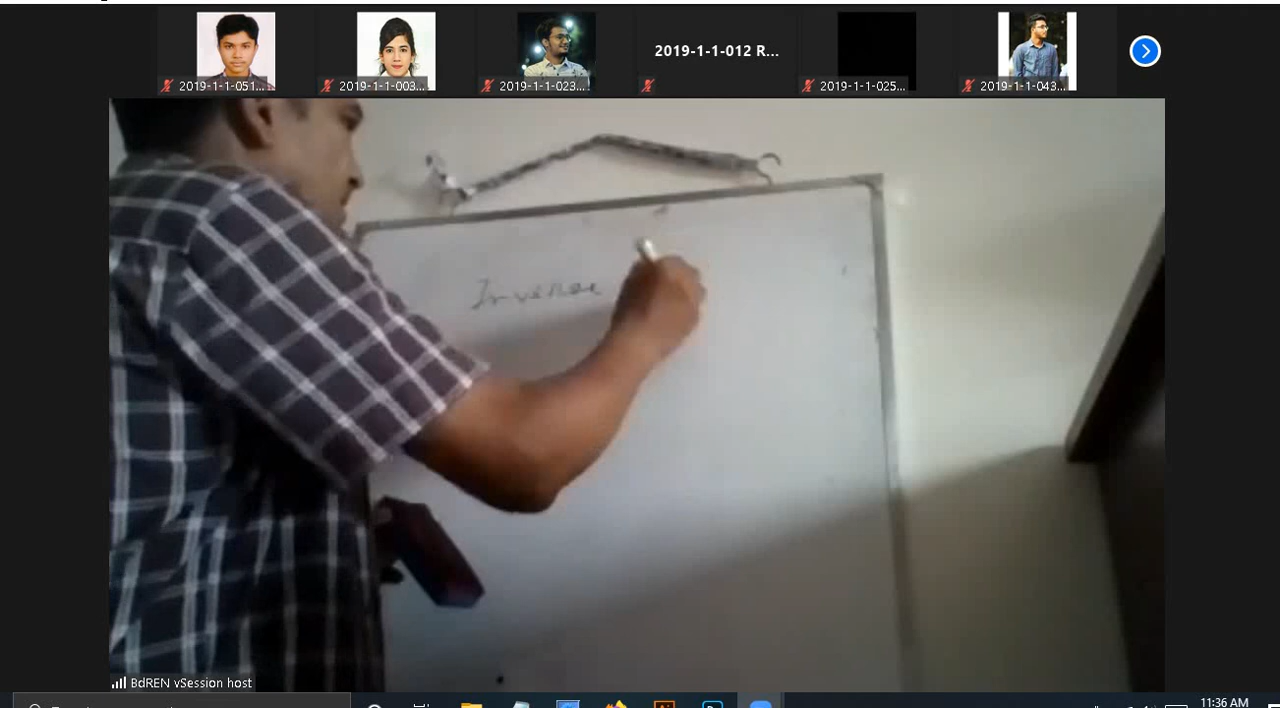 2019-1-1-051...
2019-1-1-003...
2019-1-1-023...
2019-1-1-012 R...
2019-1-1-025...
2019-1-1-043...
Inverse
BdREN vSession host
11:36 AM